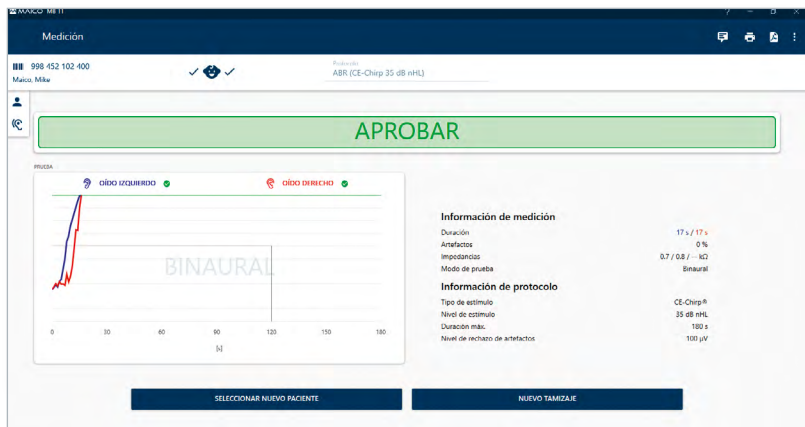 MAICO MB 11
Medición
998 452 102 400
Maico, Mike
Protocolo
ABR (CE-Chirp 35 dB nHL)
APROBAR
PRUEBA
OÍDO IZQUIERDO
OÍDO DERECHO
BINAURAL
0 30 60 90 120 150 180
[s]
Información de medición
Duración 17 s / 17 s
Artefactos 0 %
Impedancias 0.7 / 0.8 / -- kΩ
Modo de prueba Binaural
Información de protocolo
Tipo de estímulo CE-Chirp®
Nivel de estímulo 35 dB nHL
Duración máx. 180 s
Nivel de rechazo de artefactos 100 µV
SELECCIONAR NUEVO PACIENTE
NUEVO TAMIZAJE